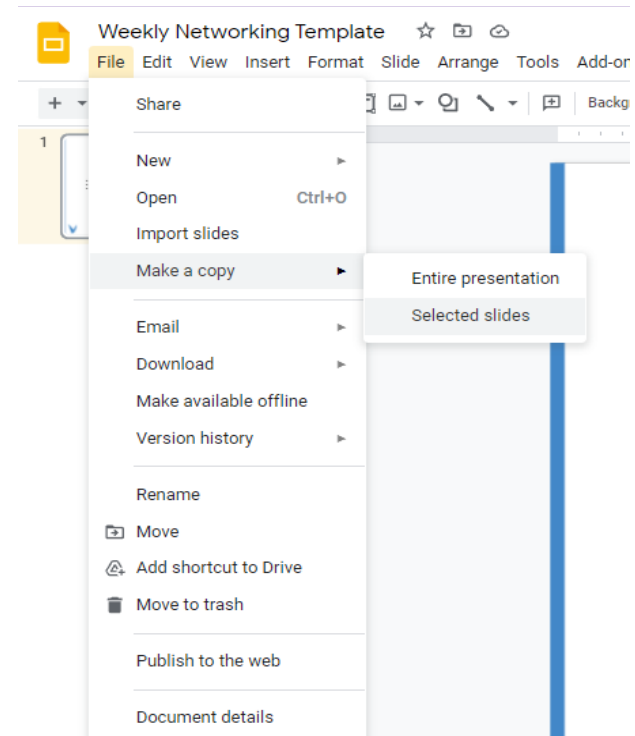 Weekly Networking Template
File Edit View Insert Format Slide Arrange Tools Add-on
Backg
1
Share
New
Open Ctrl+O
Import slides
Make a copy
Entire presentation
Selected slides
Email
Download
Make available offline
Version history
Rename
Move
Add shortcut to Drive
Move to trash
Publish to the web
Document details